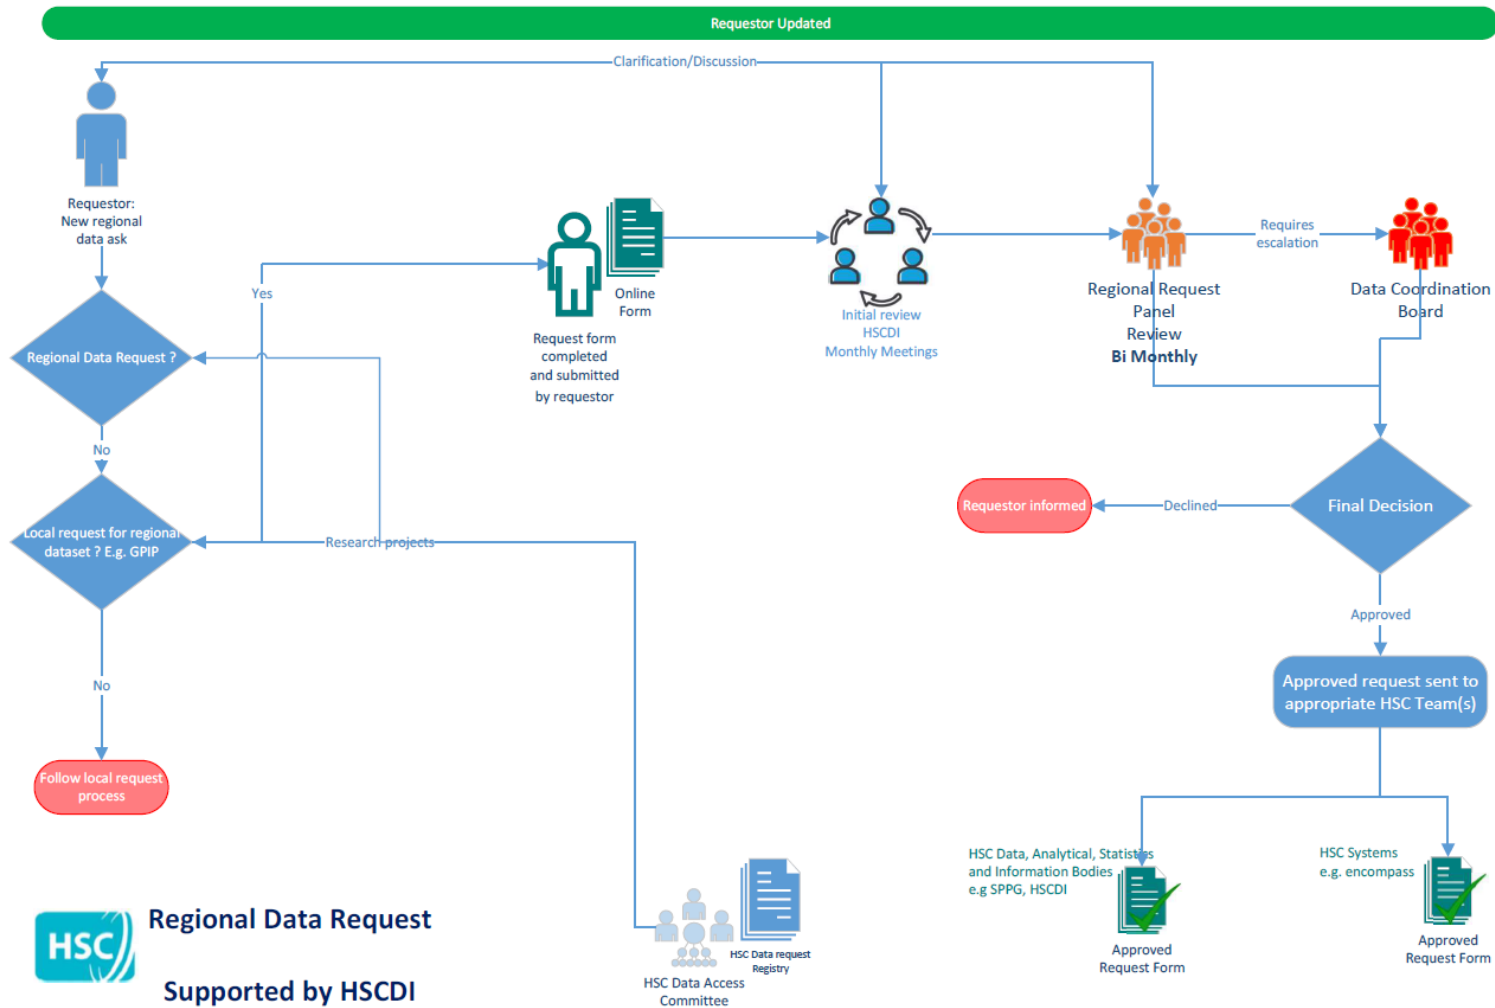 Requestor Updated
Clarification/Discussion
Requestor:
New regional
data ask
Regional Data Request ?
Yes
No
Local request for regional
dataset ? E.g. GPIP
Research projects
No
Follow local request
process
Online
Form
Request form
completed
and submitted
by requestor
Initial review
HSCDI
Monthly Meetings
Regional Request
Panel
Review
Bi Monthly
Requires
escalation
Data Coordination
Board
Final Decision
Declined
Requestor informed
Approved
Approved request sent to
appropriate HSC Team(s)
HSC Data, Analytical, Statistics
and Information Bodies
e.g SPPG, HSCDI
Approved
Request Form
HSC Systems
e.g. encompass
Approved
Request Form
HSC Data request
Registry
HSC Data Access
Committee
HSC
Regional Data Request
Supported by HSCDI